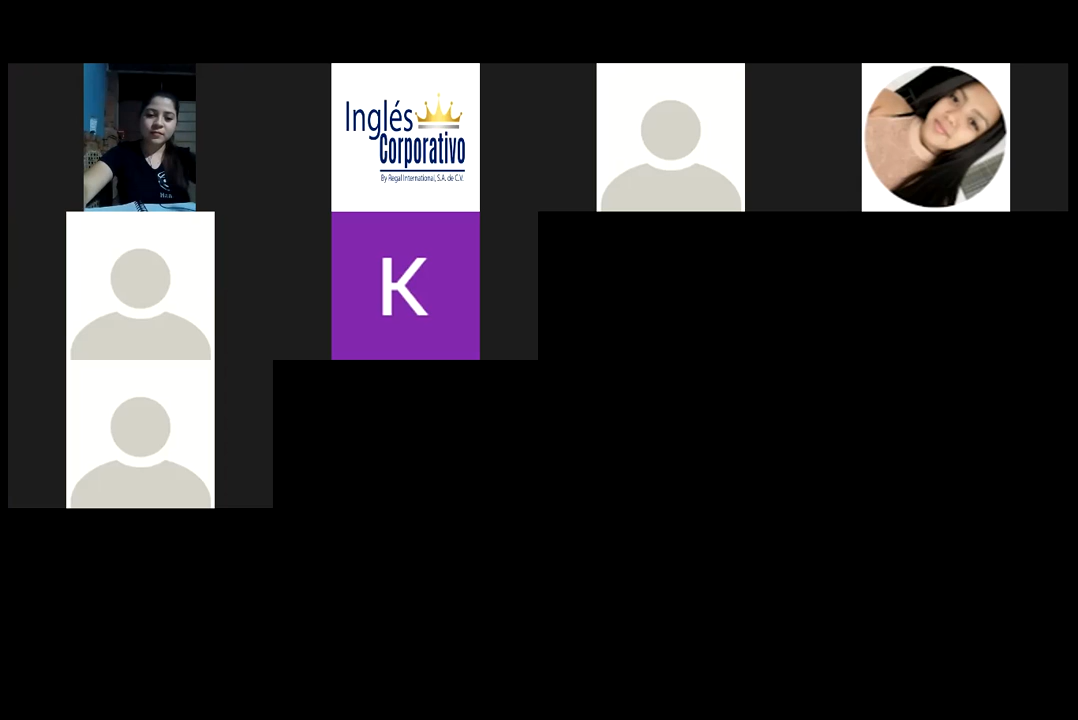 Inglés
Corporativo
By Regal International, S.A. de C.V.
K